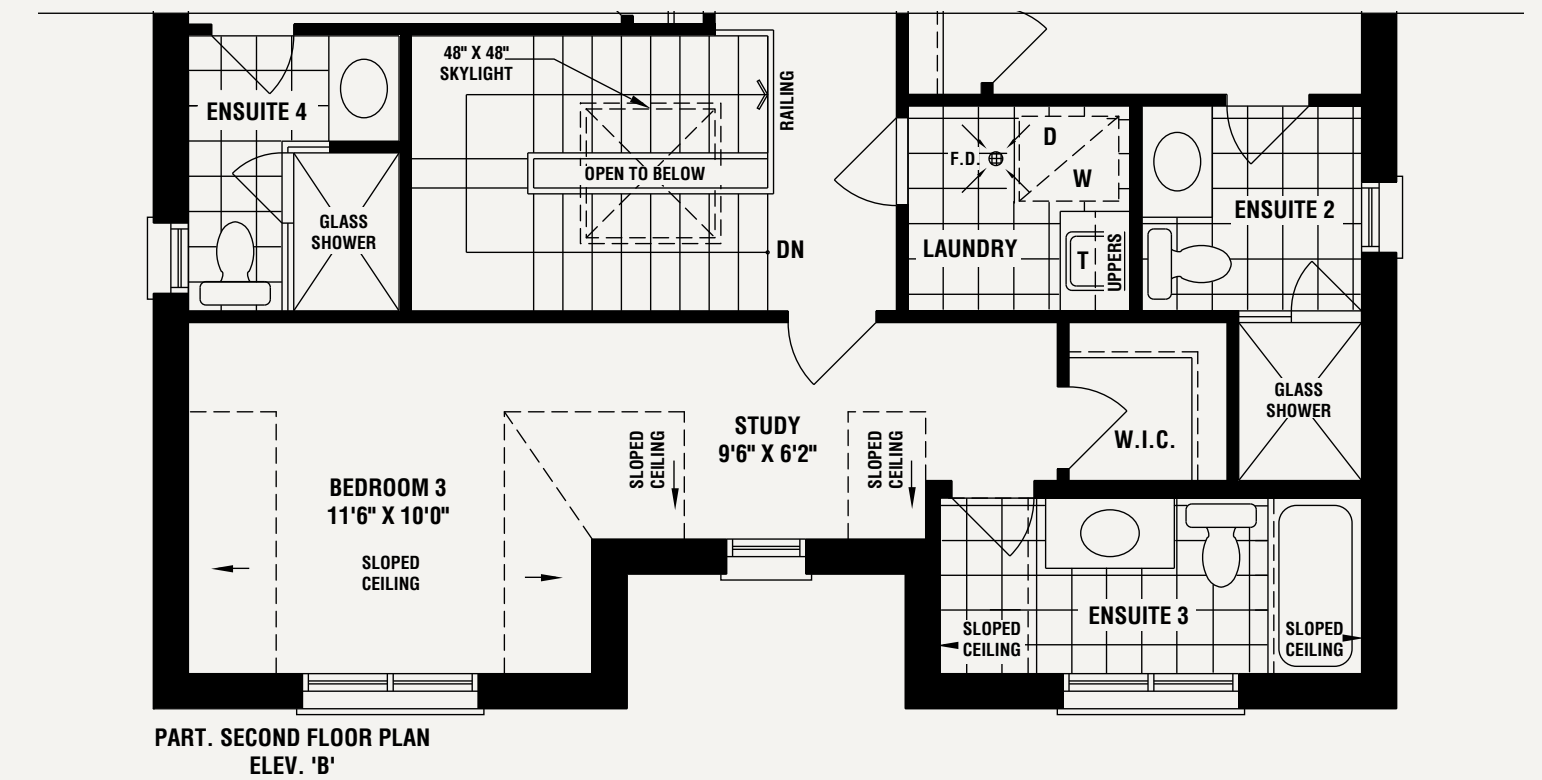 48" X 48"
SKYLIGHT
RAILING
ENSUITE 4
D
F.D.
W
OPEN TO BELOW
GLASS
SHOWER
ENSUITE 2
DN
LAUNDRY
T
UPPERS
GLASS
SHOWER
STUDY
9'6" X 6'2"
SLOPED
CEILING
SLOPED
CEILING
W.I.C.
BEDROOM 3
11'6" X 10'0"
SLOPED
CEILING
ENSUITE 3
SLOPED
CEILING
SLOPED
CEILING
PART. SECOND FLOOR PLAN
ELEV. 'B'